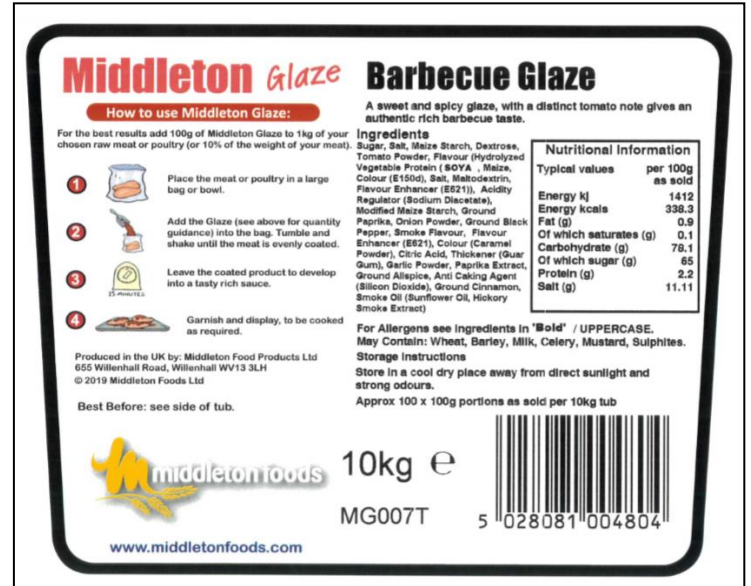 Middleton Glaze
How to use Middleton Glaze:
For the best results add 100g of Middleton Glaze to 1kg of your
chosen raw meat or poultry (or 10% of the weight of your meat).
1
Place the meat or poultry in a large
bag or bowl.
2
Add the Glaze (see above for quantity
guidance) into the bag. Tumble and
shake until the meat is evenly coated.
3
Leave the coated product to develop
into a tasty rich sauce.
25 MINUTES
4
Garnish and display, to be cooked
as required.
Produced in the UK by: Middleton Food Products Ltd
655 Willenhall Road, Willenhall WV13 3LH
© 2019 Middleton Foods Ltd
Best Before: see side of tub.
middleton foods
www.middletonfoods.com
Barbecue Glaze
A sweet and spicy glaze, with a distinct tomato note gives an
authentic rich barbecue taste.
Ingredients
Sugar, Salt, Maize Starch, Dextrose,
Tomato Powder, Flavour (Hydrolyzed
Vegetable Protein ( SOYA , Maize,
Colour (E150d), Salt, Maltodextrin,
Flavour Enhancer (E621)), Acidity
Regulator (Sodium Diacetate),
Modified Maize Starch, Ground
Paprika, Onion Powder, Ground Black
Pepper, Smoke Flavour, Flavour
Enhancer (E621), Colour (Caramel
Powder), Citric Acid, Thickener (Guar
Gum), Garlic Powder, Paprika Extract,
Ground Allspice, Anti Caking Agent
(Silicon Dioxide), Ground Cinnamon,
Smoke Oil (Sunflower Oil, Hickory
Smoke Extract)
Nutritional Information
Typical values per 100g
as sold
Energy kj 1412
Energy kcals 338.3
Fat (g) 0.9
Of which saturates (g) 0.1
Carbohydrate (g) 78.1
Of which sugar (g) 65
Protein (g) 2.2
Salt (g) 11.11
For Allergens see Ingredients in 'Bold' / UPPERCASE.
May Contain: Wheat, Barley, Milk, Celery, Mustard, Sulphites.
Storage Instructions
Store in a cool dry place away from direct sunlight and
strong odours.
Approx 100 x 100g portions as sold per 10kg tub
10kg e
MG007T
5 028081 004804